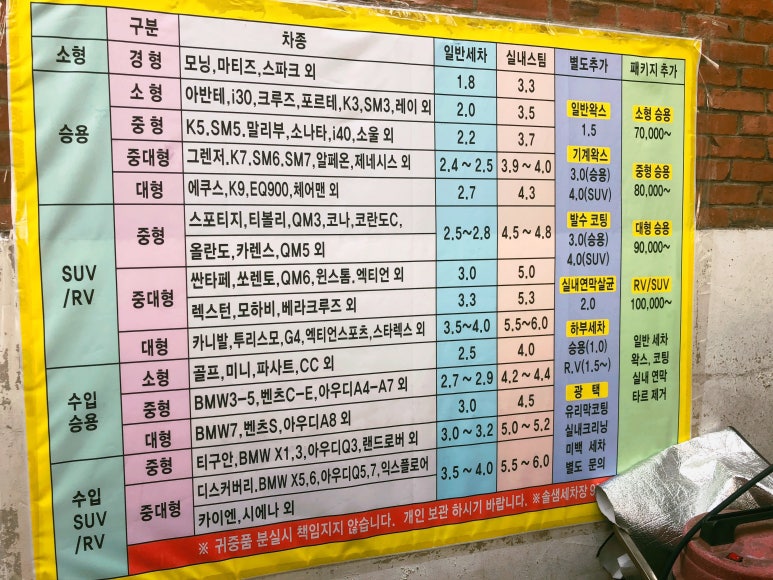 구분 차종 일반세차 실내스팀 별도추가 패키지 추가
소형 경형 모닝,마티즈,스파크 외 1.8 3.3
승용
소형 아반테,i30,크루즈,포르테,K3,SM3,레이 외 2.0 3.5
중형 K5,SM5,말리부,소나타,i40,소울 외 2.2 3.7
중대형 그렌저,K7,SM6,SM7,알페온,제네시스 외 2.4~2.5 3.9~4.0
대형 에쿠스,K9,EQ900,체어맨 외 2.7 4.3
SUV
/RV
중형 스포티지,티볼리,QM3,코나,코란도C, 2.5~2.8 4.5~4.8
올란도,카렌스,QM5 외
중대형 싼타페,쏘렌토,QM6,윈스톰,엑티언 외 3.0 5.0
렉스턴,모하비,베라크루즈 외 3.3 5.3
대형 카니발,투리스모,G4,엑티언스포츠,스타렉스 외 3.5~4.0 5.5~6.0
수입
승용
소형 골프,미니,파사트,CC 외 2.5 4.0
중형 BMW3-5,벤츠C-E,아우디A4-A7 외 2.7~2.9 4.2~4.4
대형 BMW7,벤츠S,아우디A8 외 3.0 4.5
수입
SUV
/RV
중형 티구안,BMW X1,3,아우디Q3,랜드로버 외 3.0~3.2 5.0~5.2
중대형 디스커버리,BMW X5,6,아우디Q5,7,익스플로어 3.5~4.0 5.5~6.0
카이엔,시에나 외
일반왁스
1.5
기계왁스
3.0(승용)
4.0(SUV)
발수 코팅
3.0(승용)
4.0(SUV)
실내연막살균
2.0
하부세차
승용(1.0)
R.V(1.5~)
광 택
유리막코팅
실내크리닝
미백 세차
별도 문의
소형 승용
70,000~
중형 승용
80,000~
대형 승용
90,000~
RV/SUV
100,000~
일반 세차
왁스, 코팅
실내 연막
타르 제거
※ 귀중품 분실시 책임지지 않습니다. 개인 보관 하시기 바랍니다. ※솔샘세차장